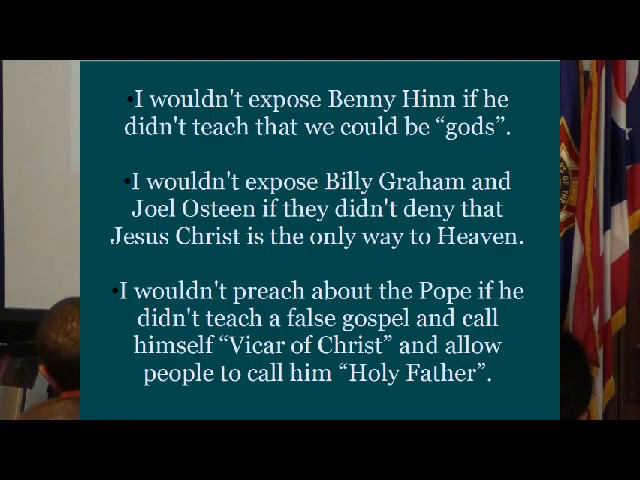 •I wouldn't expose Benny Hinn if he
didn't teach that we could be “gods”.
•I wouldn't expose Billy Graham and
Joel Osteen if they didn't deny that
Jesus Christ is the only way to Heaven.
•I wouldn't preach about the Pope if he
didn't teach a false gospel and call
himself “Vicar of Christ” and allow
people to call him “Holy Father”.